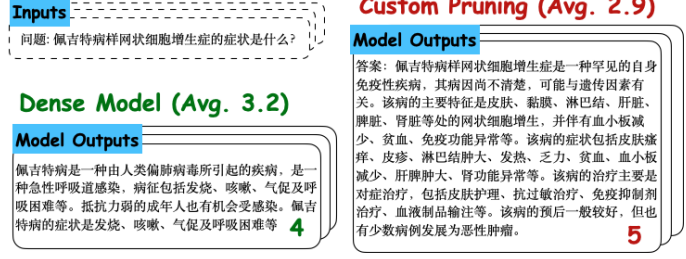 Inputs
问题: 佩吉特病样网状细胞增生症的症状是什么?
Dense Model (Avg. 3.2)
Model Outputs
佩吉特病是一种由人类偏肺病毒所引起的疾病，是一
种急性呼吸道感染。病征包括发烧、咳嗽、气促及呼
吸困难等。抵抗力弱的成年人也有机会受感染。佩吉
特病的症状是发烧、咳嗽、气促及呼吸困难等
4
Custom Pruning (Avg. 2.9)
Model Outputs
答案：佩吉特病样网状细胞增生症是一种罕见的自身
免疫性疾病，其病因尚不清楚，可能与遗传因素有
关。该病的主要特征是皮肤、黏膜、淋巴结、肝脏、
脾脏、肾脏等处的网状细胞增生，并伴有血小板减
少、贫血、免疫功能异常等。该病的症状包括皮肤瘙
痒、皮疹、淋巴结肿大、发热、乏力、贫血、血小板
减少、肝脾肿大、肾功能异常等。该病的治疗主要是
对症治疗，包括皮肤护理、抗过敏治疗、免疫抑制剂
治疗、血液制品输注等。该病的预后一般较好，但也
有少数病例发展为恶性肿瘤。
5